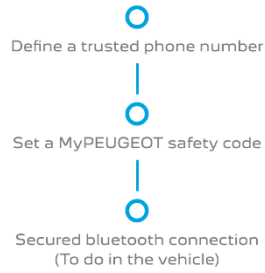 Define a trusted phone number
Set a MyPEUGEOT safety code
Secured bluetooth connection
(To do in the vehicle)